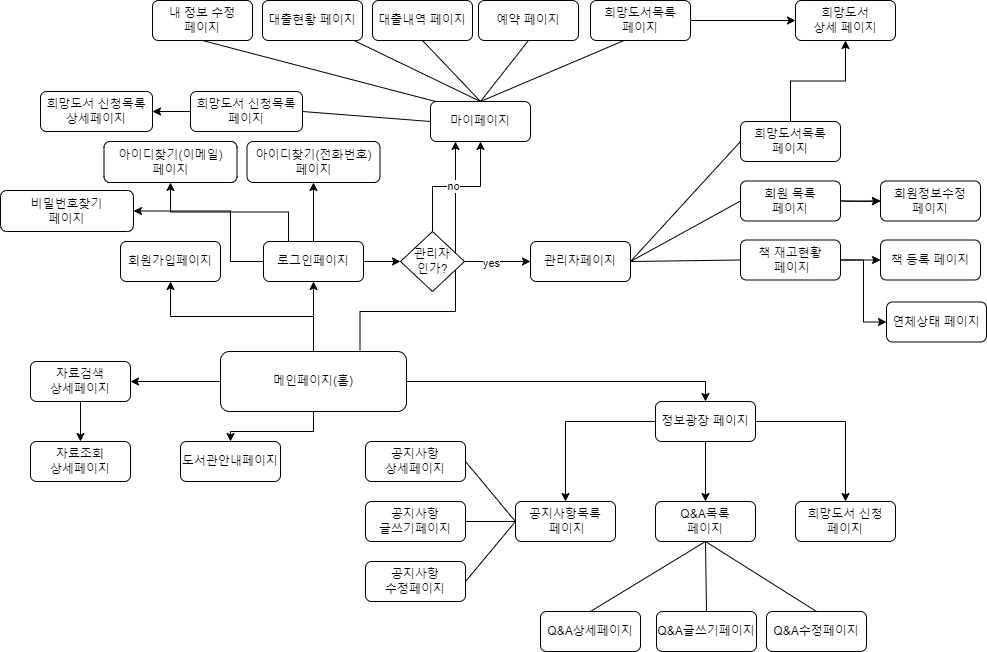 내 정보 수정
페이지
대출현황 페이지
대출내역 페이지
예약 페이지
희망도서목록
페이지
희망도서
상세 페이지
희망도서 신청목록
상세페이지
희망도서 신청목록
페이지
마이페이지
희망도서목록
페이지
아이디찾기(이메일)
페이지
아이디찾기(전화번호)
페이지
no
비밀번호찾기
페이지
회원 목록
페이지
회원정보수정
페이지
회원가입페이지
로그인페이지
관리자
인가?
yes
관리자페이지
책 재고현황
페이지
책 등록 페이지
연체상태 페이지
자료검색
상세페이지
메인페이지(홈)
정보광장 페이지
자료조회
상세페이지
도서관안내페이지
공지사항
상세페이지
공지사항
글쓰기페이지
공지사항목록
페이지
Q&A목록
페이지
희망도서 신청
페이지
공지사항
수정페이지
Q&A상세페이지
Q&A글쓰기페이지
Q&A수정페이지